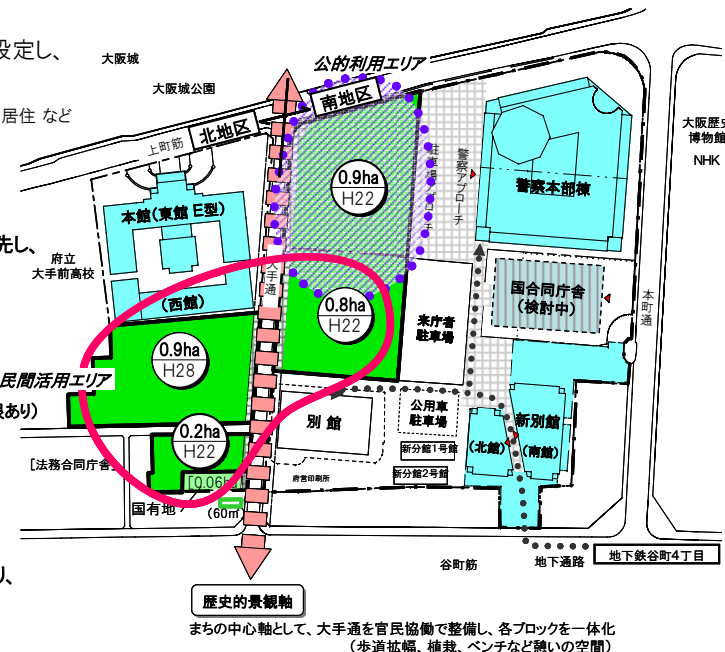 設定し、
大阪城
大阪城公園
居住 など
公的利用エリア
南地区
北地区
上町筋
大阪歴史
博物館
NHK
0.9ha
H22
警察アプローチ
警察本部棟
本館(東館 E型)
先し、
府立
大手前高校
大手通
(西館)
0.8ha
H22
来庁者
駐車場
国合同庁舎
(検討中)
本町通
0.9ha
H28
民間活用エリア
限あり)
0.2ha
H22
別館
公用車
駐車場
新別館
(北館)
(南館)
新分館1号館
新分館2号館
府営印刷所
[法務合同庁舎
[0.06ha]
国有地
(60㎡)
谷町筋
地下通路
地下鉄谷町4丁目
り、
歴史的景観軸
まちの中心軸として、大手通を官民協働で整備し、各ブロックを一体化
(歩道拡幅、植栽、ベンチなど憩いの空間)